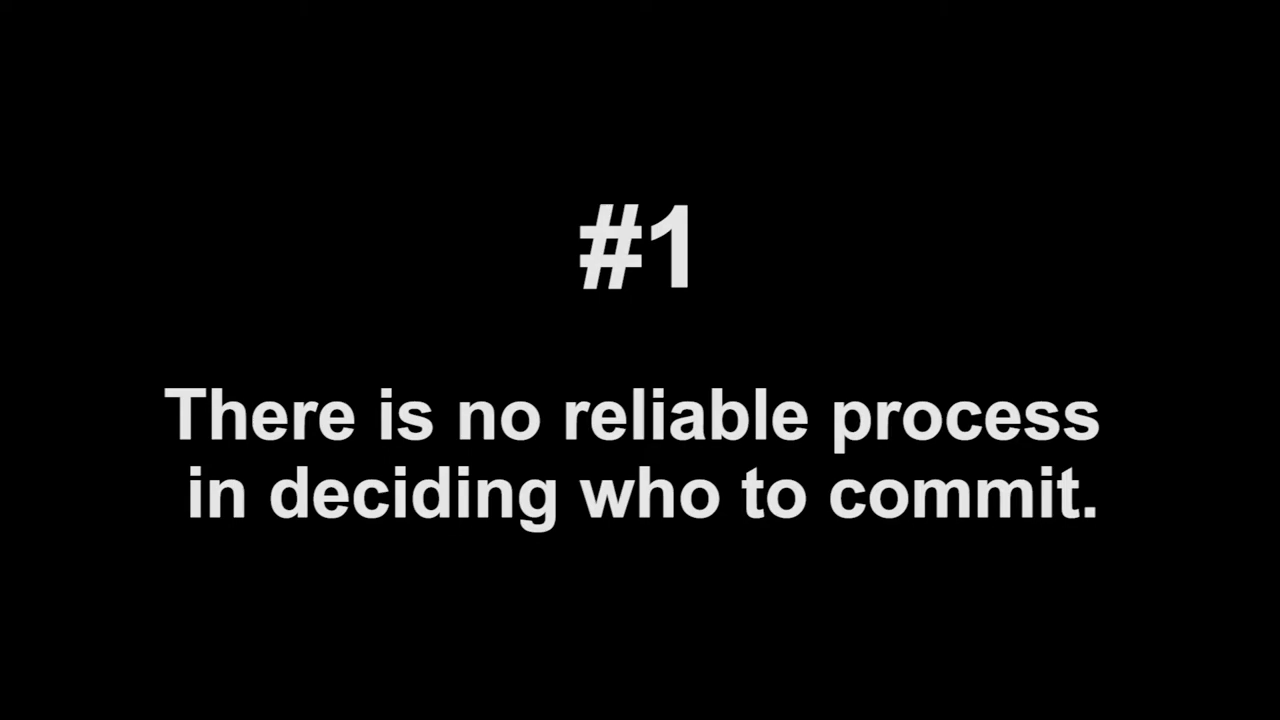 #1
There is no reliable process
in deciding who to commit.